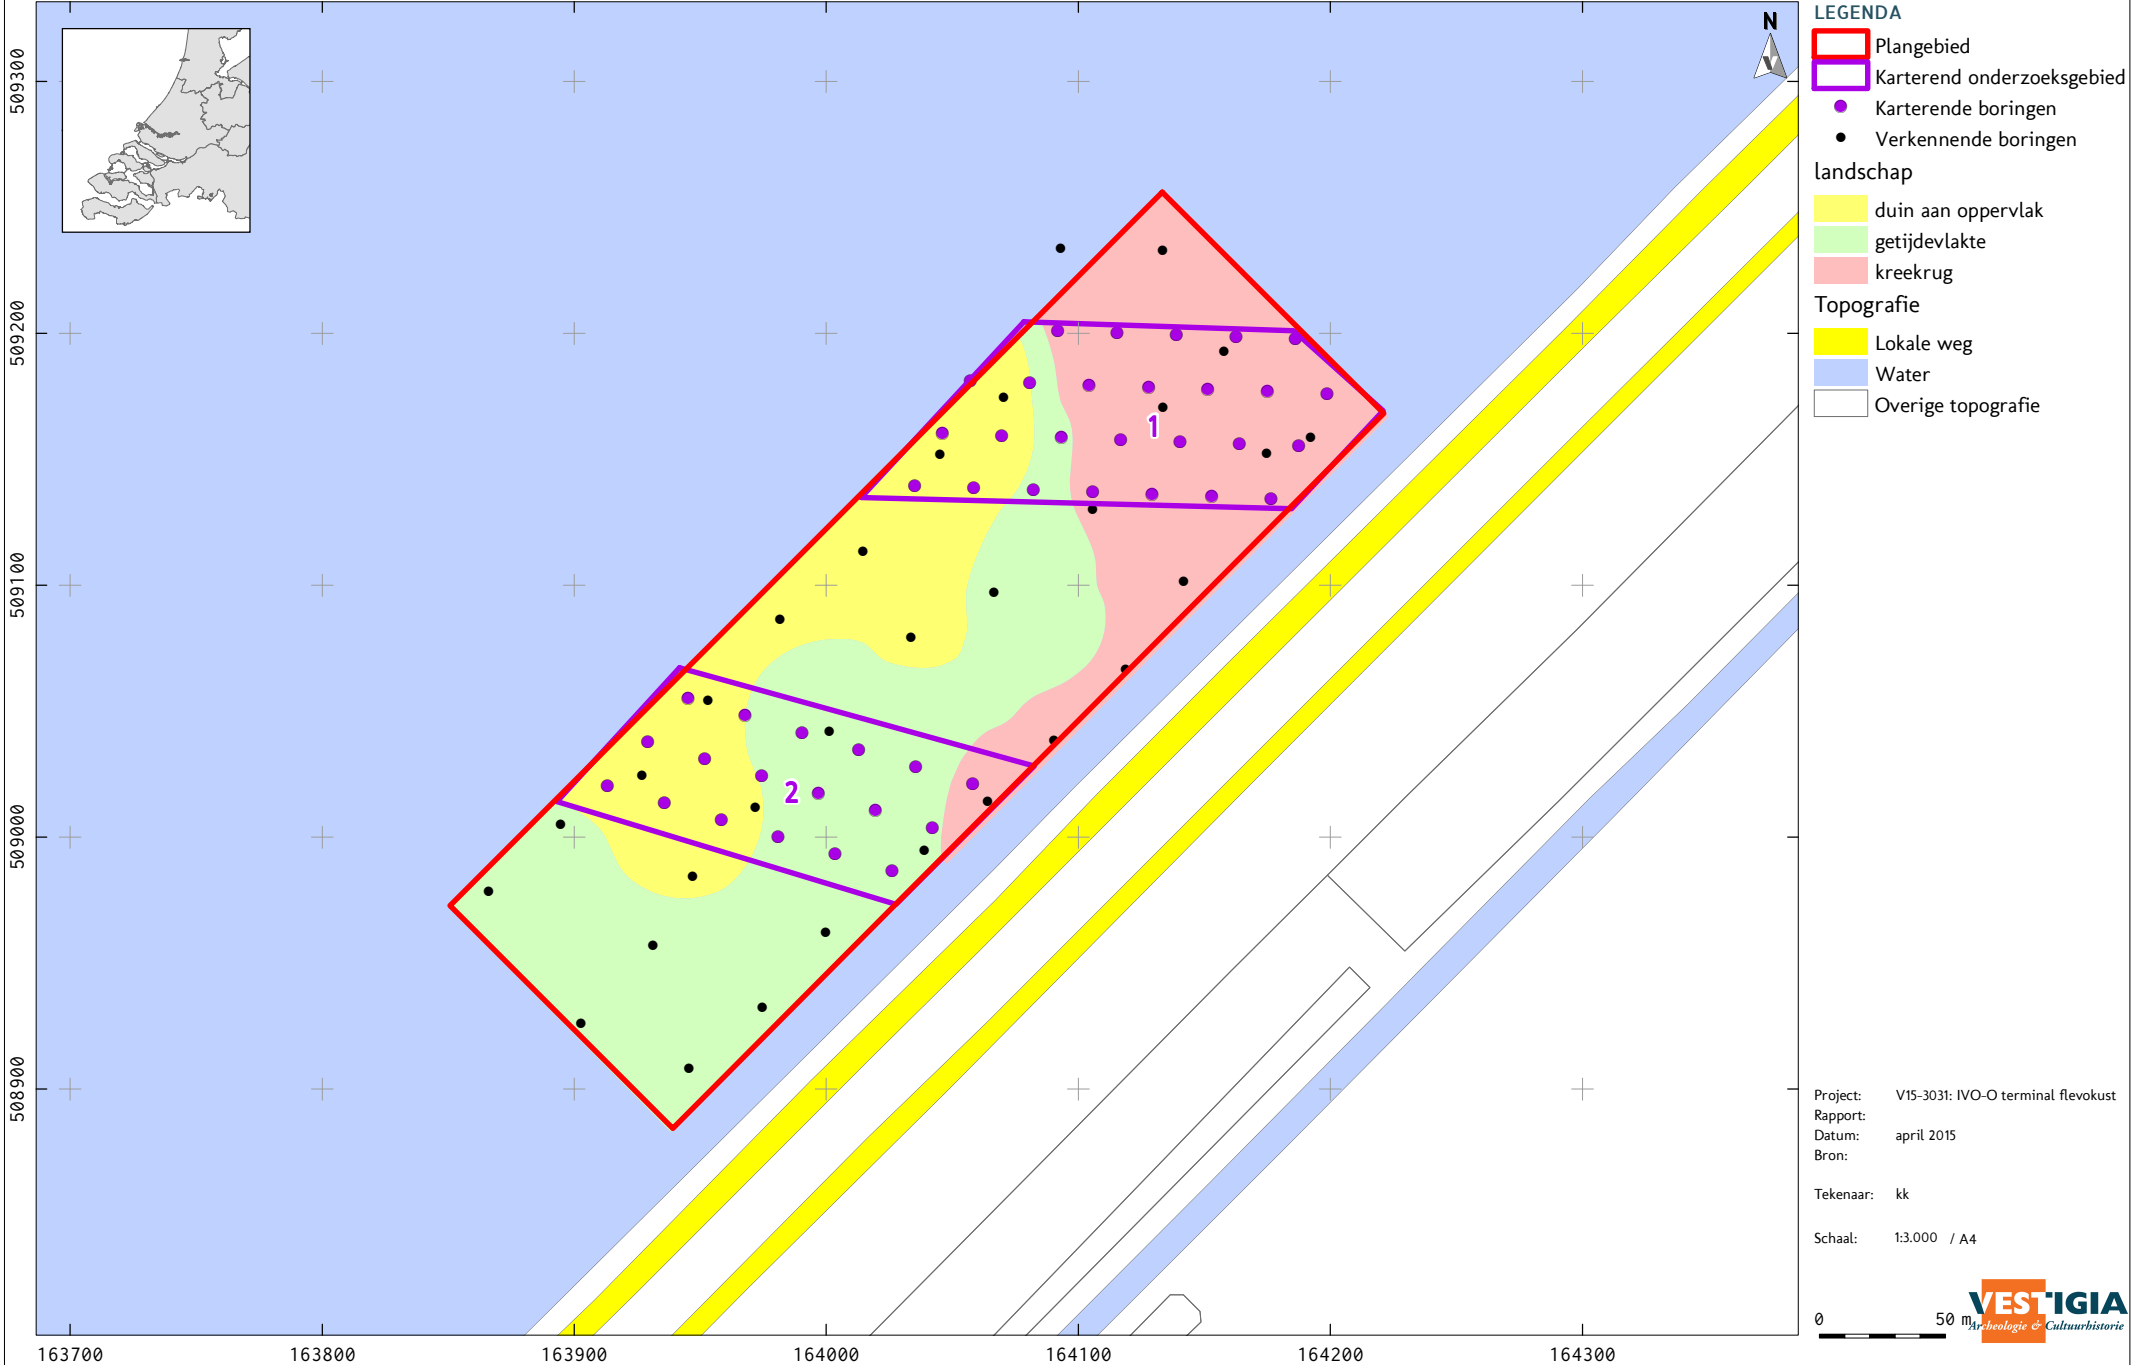 LEGENDA
Plangebied
Karterend onderzoeksgebied
Karterende boringen
Verkennende boringen
landschap
duin aan oppervlak
getijdevlakte
kreekrug
Topografie
Lokale weg
Water
Overige topografie
N
V
509300
509200
509100
509000
508900
1
2
163700 163800 163900 164000 164100 164200 164300
Project: V15-3031: IVO-O terminal flevokust
Rapport:
Datum: april 2015
Bron:
Tekenaar: kk
Schaal: 1:3.000 / A4
0 50 m
VESTIGIA
Archeologie & Cultuurhistorie